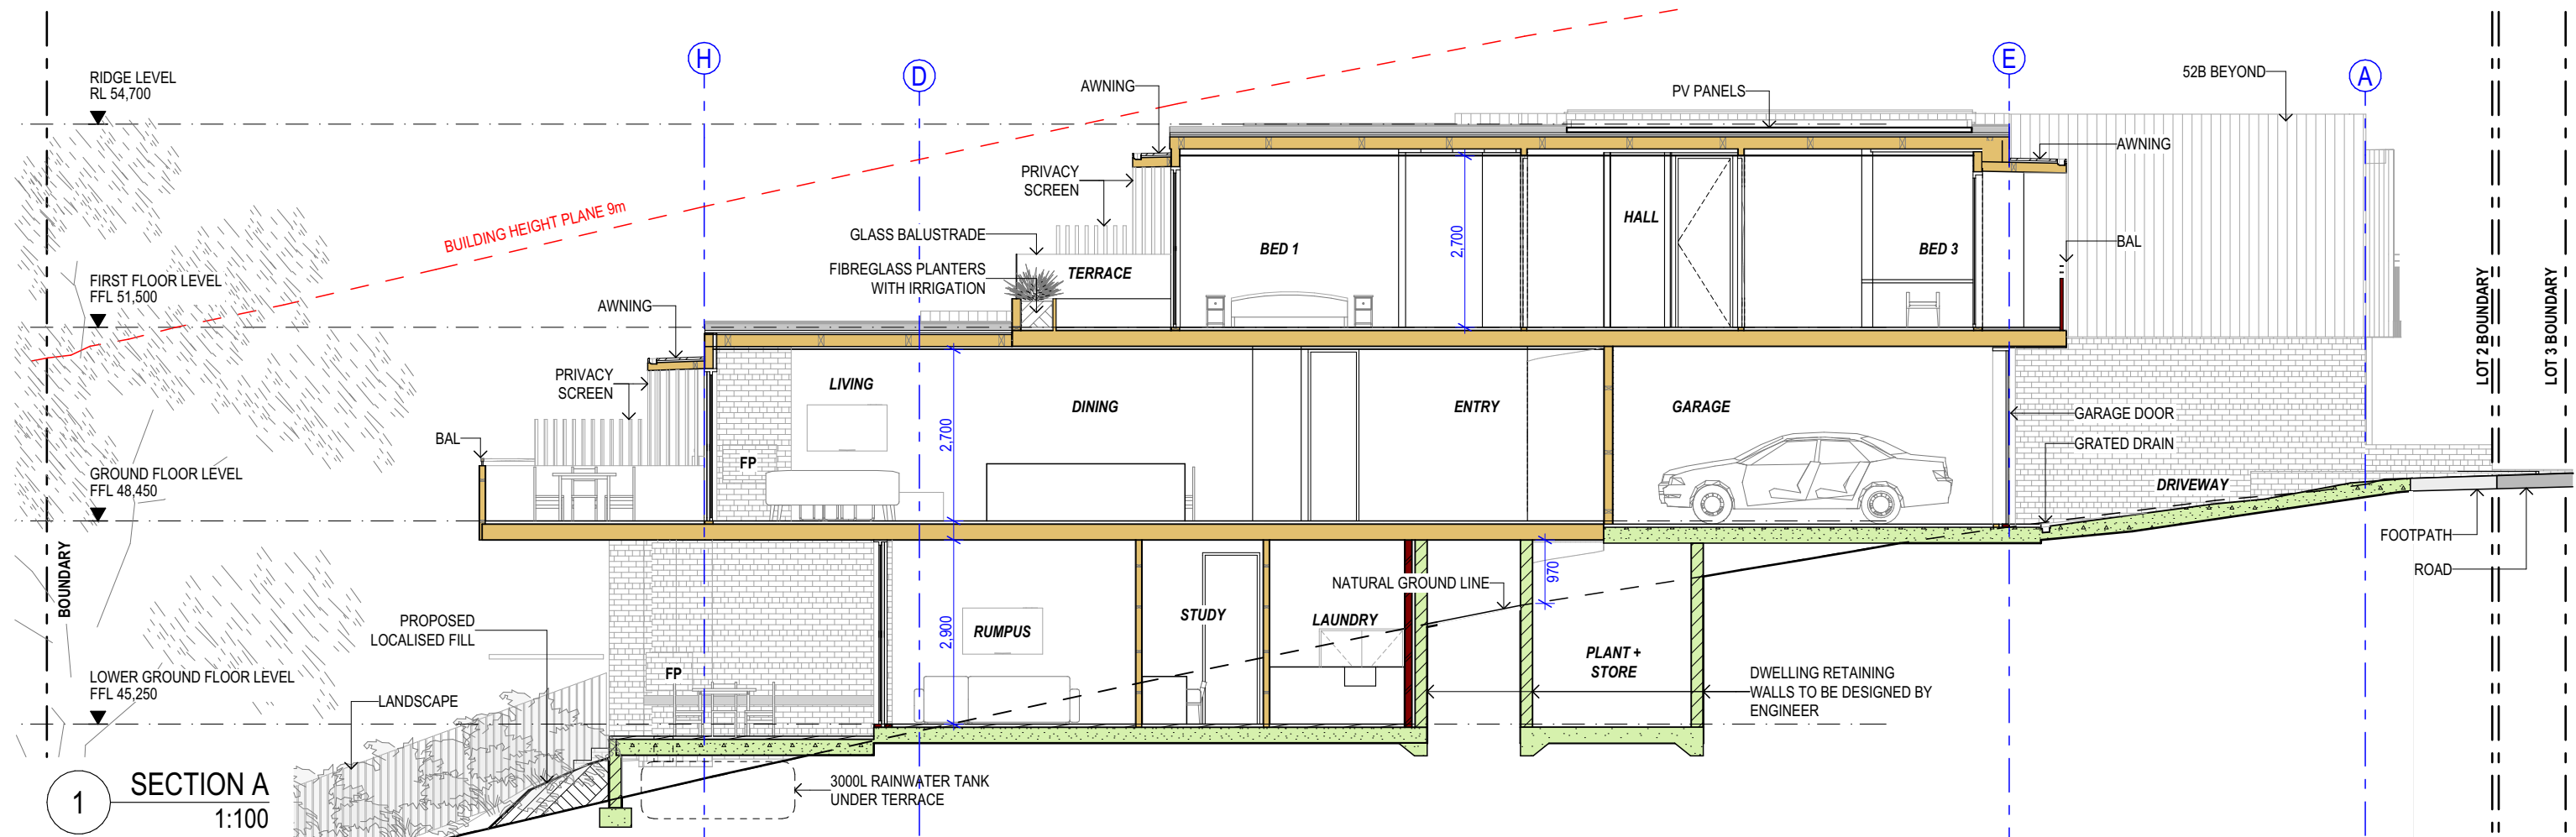 H
D
E
A
RIDGE LEVEL
RL 54,700
BUILDING HEIGHT PLANE 9m
FIRST FLOOR LEVEL
FFL 51,500
GROUND FLOOR LEVEL
FFL 48,450
LOWER GROUND FLOOR LEVEL
FFL 45,250
BOUNDARY
AWNING
PRIVACY
SCREEN
GLASS BALUSTRADE
FIBREGLASS PLANTERS
WITH IRRIGATION
TERRACE
BED 1
2,700
HALL
PV PANELS
BED 3
52B BEYOND
AWNING
BAL
LOT 2 BOUNDARY
LOT 3 BOUNDARY
AWNING
PRIVACY
SCREEN
BAL
LIVING
FP
2,700
DINING
ENTRY
GARAGE
GARAGE DOOR
GRATED DRAIN
DRIVEWAY
FOOTPATH
ROAD
PROPOSED
LOCALISED FILL
LANDSCAPE
FP
RUMPUS
2,900
STUDY
LAUNDRY
NATURAL GROUND LINE
970
PLANT +
STORE
DWELLING RETAINING
WALLS TO BE DESIGNED BY
ENGINEER
3000L RAINWATER TANK
UNDER TERRACE
1
SECTION A
1:100